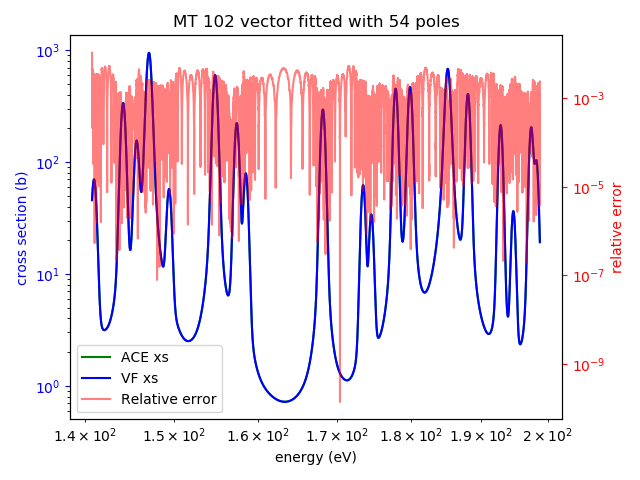 MT 102 vector fitted with 54 poles
cross section (b)
10³
10²
10¹
10⁰
10⁻³
10⁻⁵
10⁻⁷
10⁻⁹
relative error
ACE xs
VF xs
Relative error
1.4 × 10² 1.5 × 10² 1.6 × 10² 1.7 × 10² 1.8 × 10² 1.9 × 10² 2 × 10²
energy (eV)